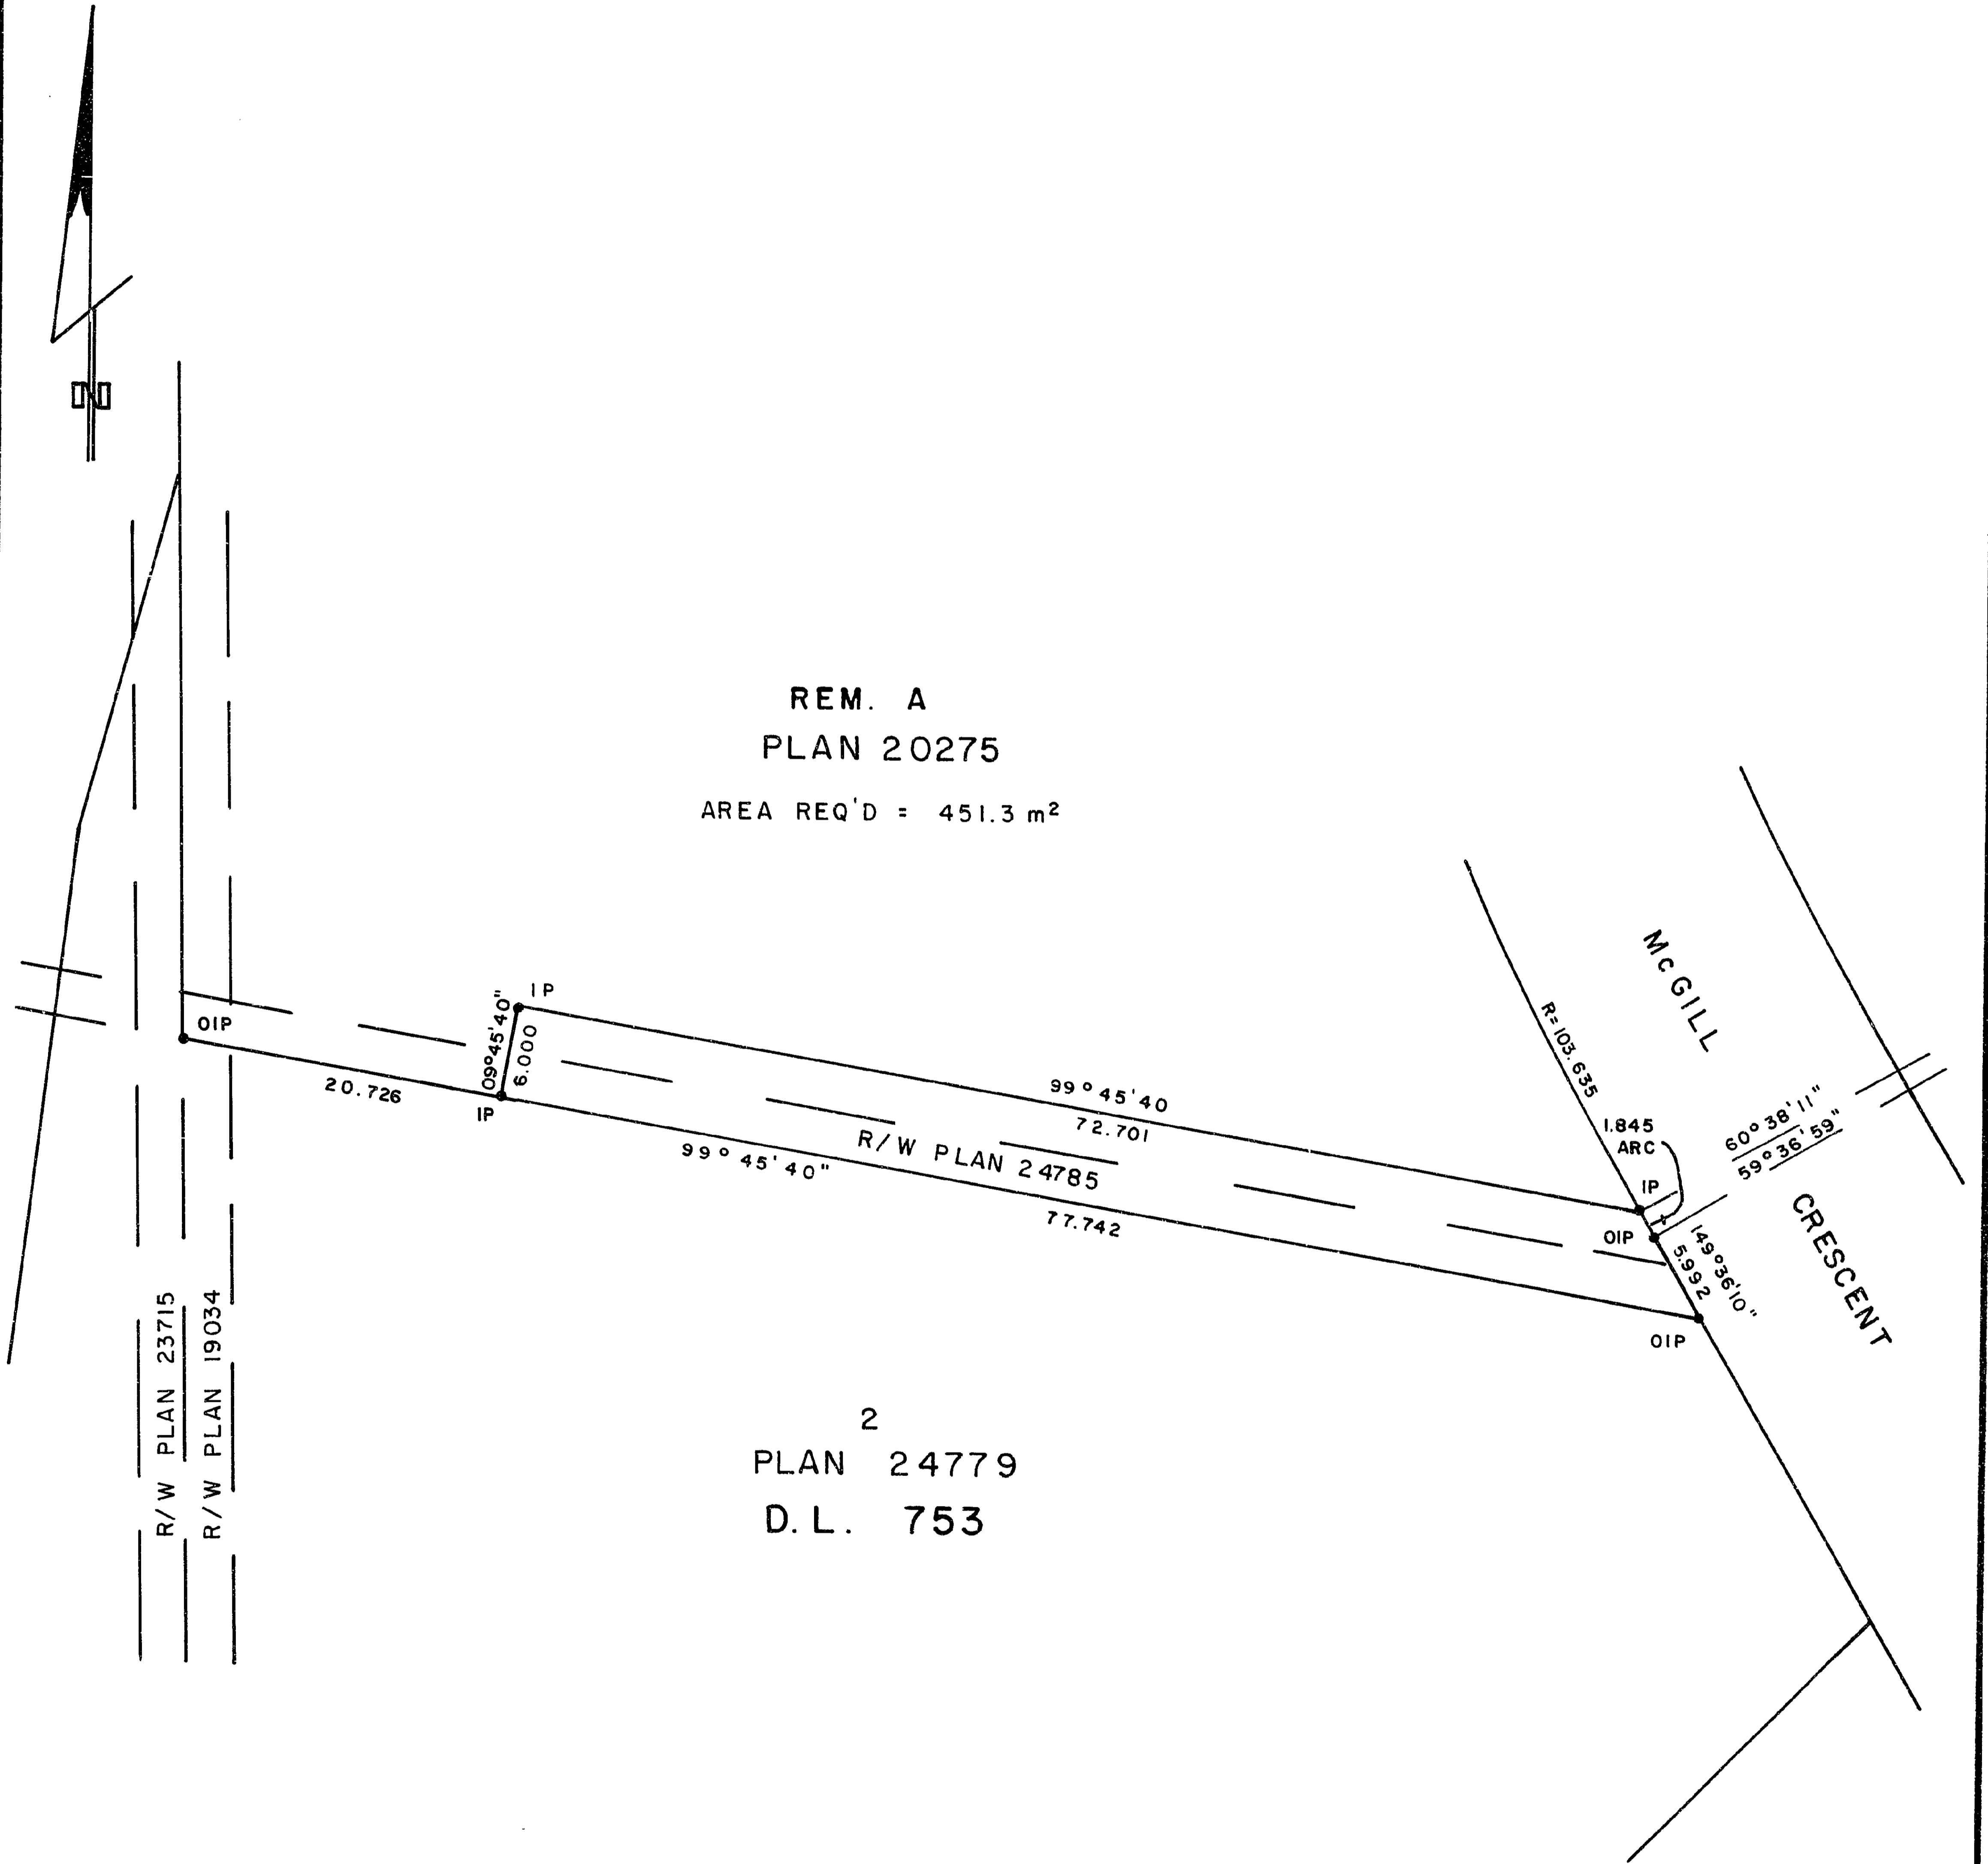 N
REM. A
PLAN 20275
AREA REQ'D = 451.3 m²
McGILL
CRESCENT
R=103.635
1.845
ARC
60°38'11"
59°36'59"
IP
OIP
149°36'10"
5.992
OIP
OIP
20.726
IP
09°45'40"
6.000
IP
99°45'40
72.701
R/W PLAN 24785
99°45'40"
77.742
R/W PLAN 23715
R/W PLAN 19034
2
PLAN 24779
D.L. 753